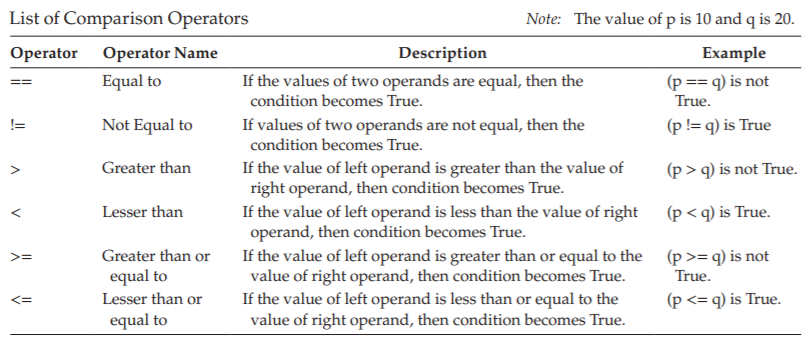 List of Comparison Operators Note: The value of p is 10 and q is 20.
Operator Operator Name Description Example
== Equal to If the values of two operands are equal, then the (p == q) is not
condition becomes True. True.
!= Not Equal to If values of two operands are not equal, then the (p != q) is True
condition becomes True.
> Greater than If the value of left operand is greater than the value of (p > q) is not True.
right operand, then condition becomes True.
< Lesser than If the value of left operand is less than the value of right (p < q) is True.
operand, then condition becomes True.
>= Greater than or If the value of left operand is greater than or equal to the (p >= q) is not
equal to value of right operand, then condition becomes True. True.
<= Lesser than or If the value of left operand is less than or equal to the (p <= q) is True.
equal to value of right operand, then condition becomes True.